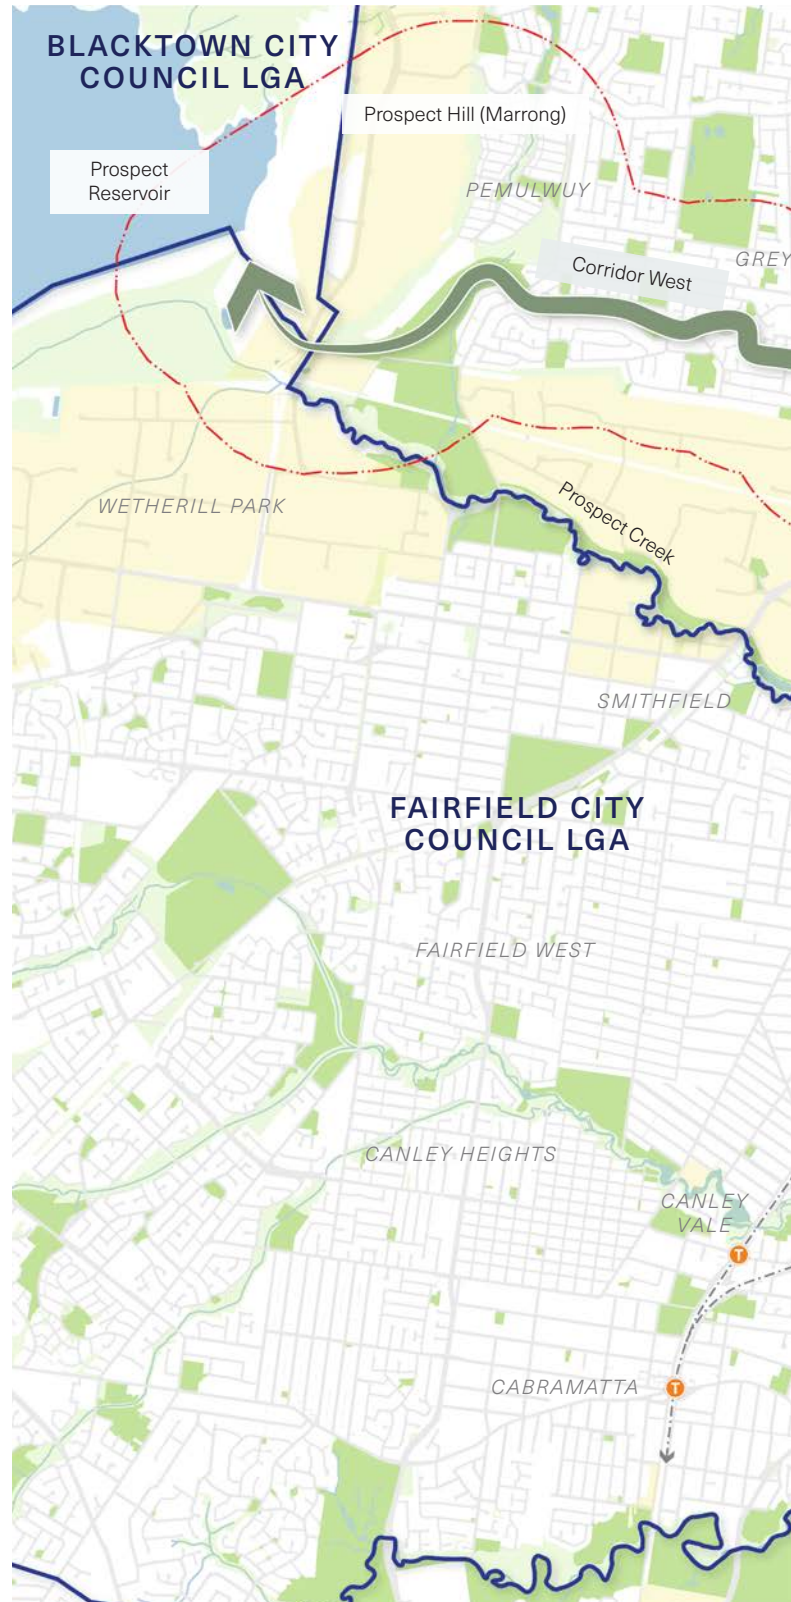 BLACKTOWN CITY
COUNCIL LGA
Prospect Hill (Marrong)
Prospect
Reservoir
PEMULWUY
GREY
Corridor West
WETHERILL PARK
Prospect Creek
SMITHFIELD
FAIRFIELD CITY
COUNCIL LGA
FAIRFIELD WEST
CANLEY HEIGHTS
CANLEY
VALE
T
CABRAMATTA
T